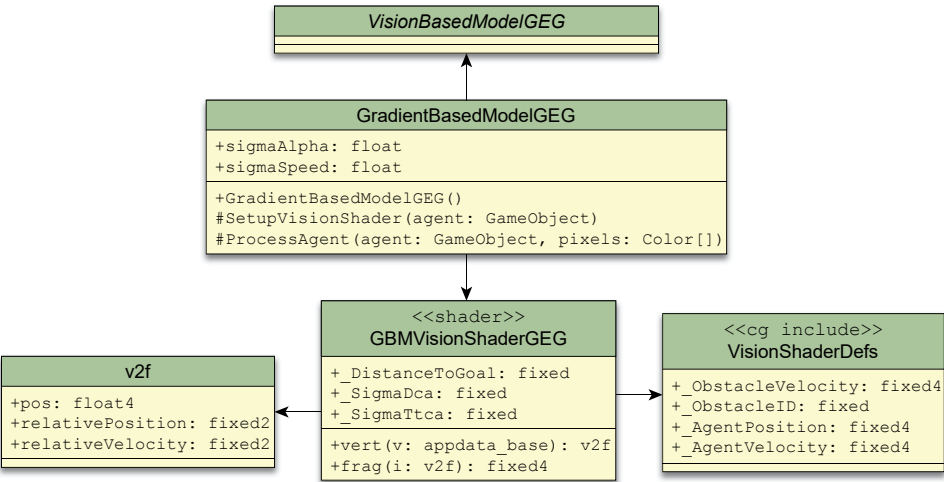 VisionBasedModelGEG
GradientBasedModelGEG
+sigmaAlpha: float
+sigmaSpeed: float
+GradientBasedModelGEG()
#SetupVisionShader(agent: GameObject)
#ProcessAgent(agent: GameObject, pixels: Color[])
<<shader>>
GBMVisionShaderGEG
+_DistanceToGoal: fixed
+_SigmaDca: fixed
+_SigmaTtca: fixed
+vert(v: appdata_base): v2f
+frag(i: v2f): fixed4
v2f
+pos: float4
+relativePosition: fixed2
+relativeVelocity: fixed2
<<cg include>>
VisionShaderDefs
+_ObstacleVelocity: fixed4
+_ObstacleID: fixed
+_AgentPosition: fixed4
+_AgentVelocity: fixed4